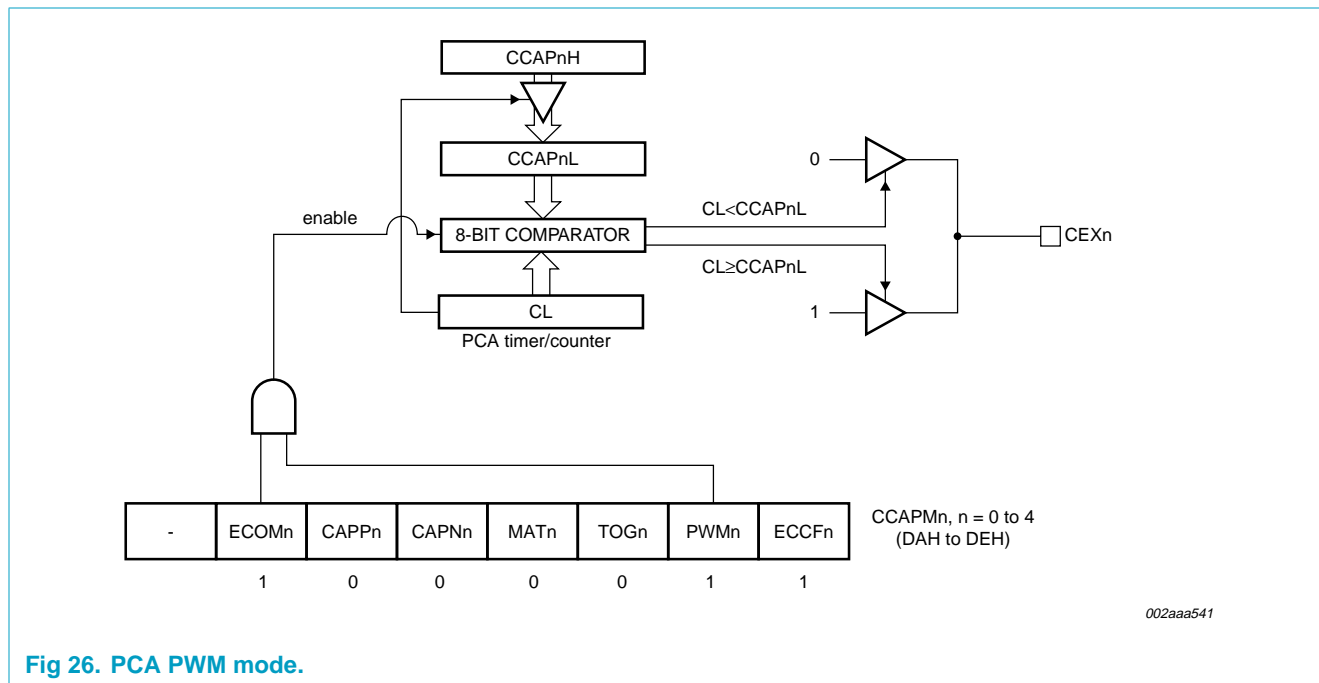 CCAPnH
CCAPnL
0
enable
CL<CCAPnL
8-BIT COMPARATOR
CEXn
CL≥CCAPnL
CL
1
PCA timer/counter
- ECOMn CAPPn CAPNn MATn TOGn PWMn ECCFn
CCAPMn, n = 0 to 4
(DAH to DEH)
1 0 0 0 0 1 1
002aaa541
Fig 26. PCA PWM mode.